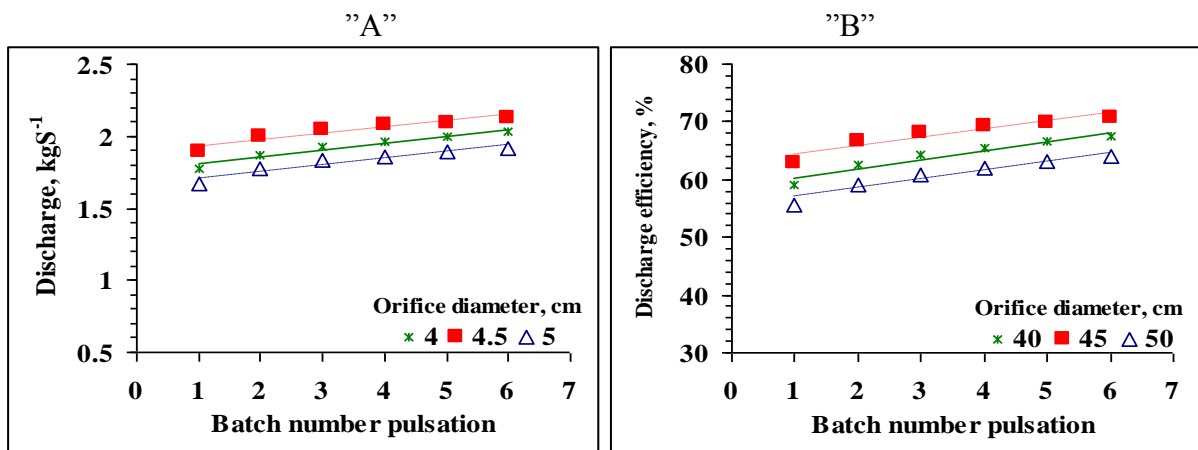 ”A”
2.5
2
1.5
1
0.5
Discharge, kgS⁻¹
Orifice diameter, cm
4 4.5 5
0 1 2 3 4 5 6 7
Batch number pulsation
”B”
80
70
60
50
40
30
Discharge efficiency, %
Orifice diameter, cm
40 45 50
0 1 2 3 4 5 6 7
Batch number pulsation